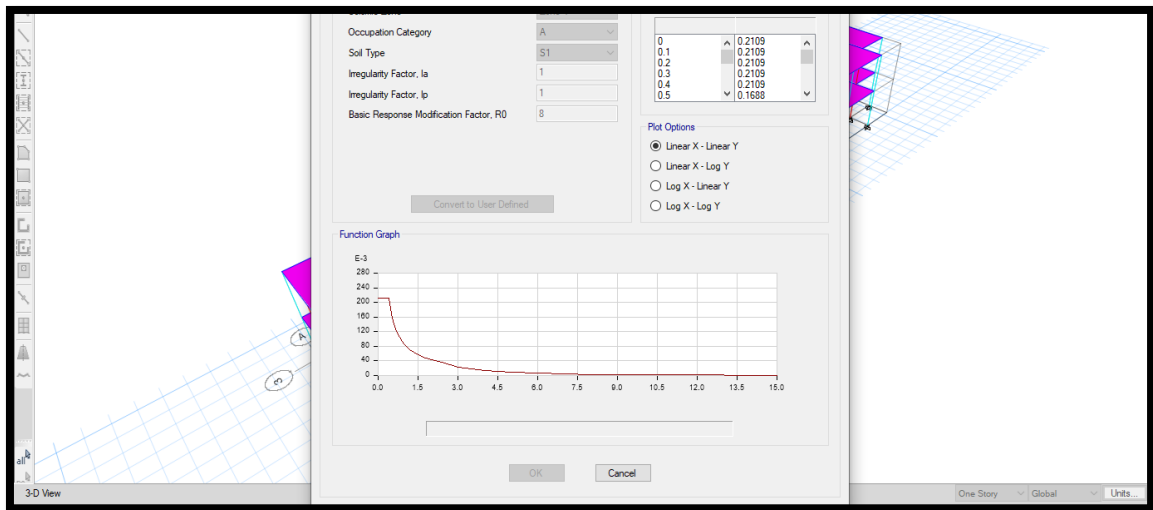 Occupation Category A
Soil Type S1
Irregularity Factor, Ia 1
Irregularity Factor, Ip 1
Basic Response Modification Factor, R0 8
Convert to User Defined
0 0.2109
0.1 0.2109
0.2 0.2109
0.3 0.2109
0.4 0.2109
0.5 0.1688
Plot Options
Linear X - Linear Y
Linear X - Log Y
Log X - Linear Y
Log X - Log Y
Function Graph
E-3
280
240
200
160
120
80
40
0
0.0 1.5 3.0 4.5 6.0 7.5 9.0 10.5 12.0 13.5 15.0
OK Cancel
A
3
all
3-D View One Story Global Units...